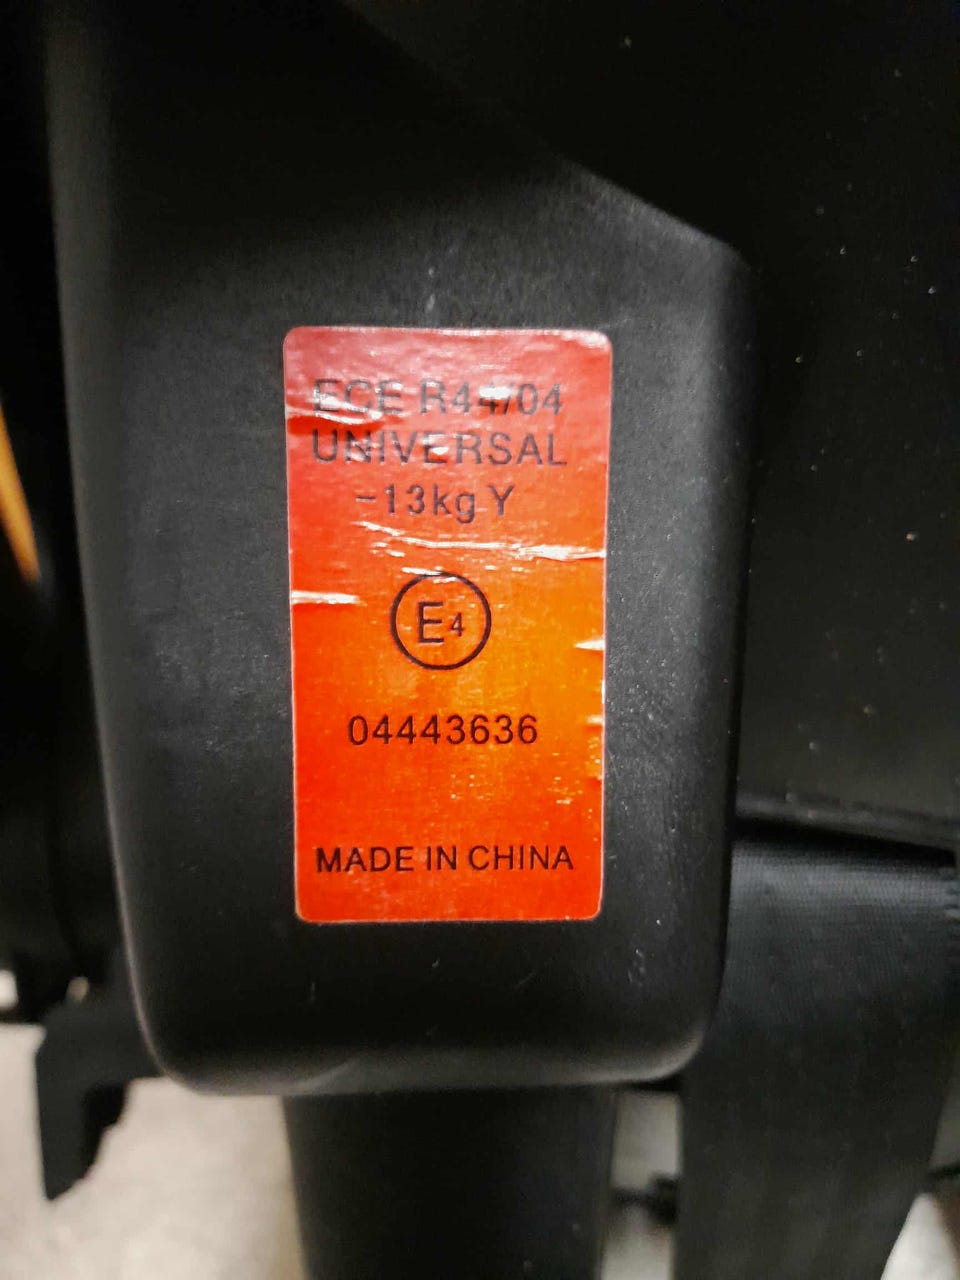 ECE R44/04
UNIVERSAL
-13kg Y
E4
04443636
MADE IN CHINA